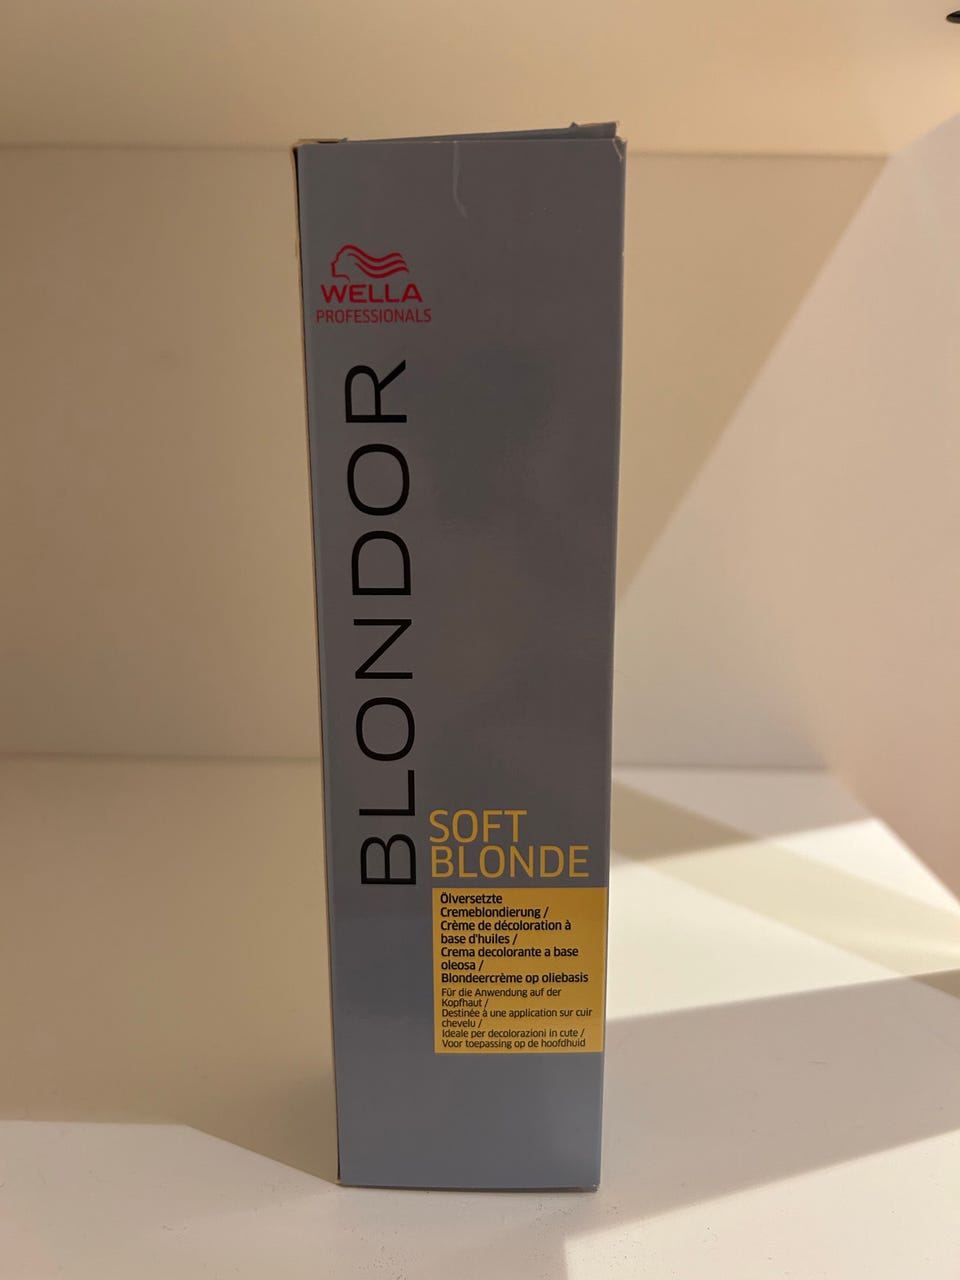 WELLA
PROFESSIONALS
BLONDOR
SOFT
BLONDE
Ölversetzte
Cremeblondierung /
Crème de décoloration à
base d'huiles /
Crema decolorante a base
oleosa /
Blondeercrème op oliebasis
Für die Anwendung auf der
Kopfhaut /
Destinée à une application sur cuir
chevelu /
Ideale per decolorazioni in cute /
Voor toepassing op de hoofdhuid